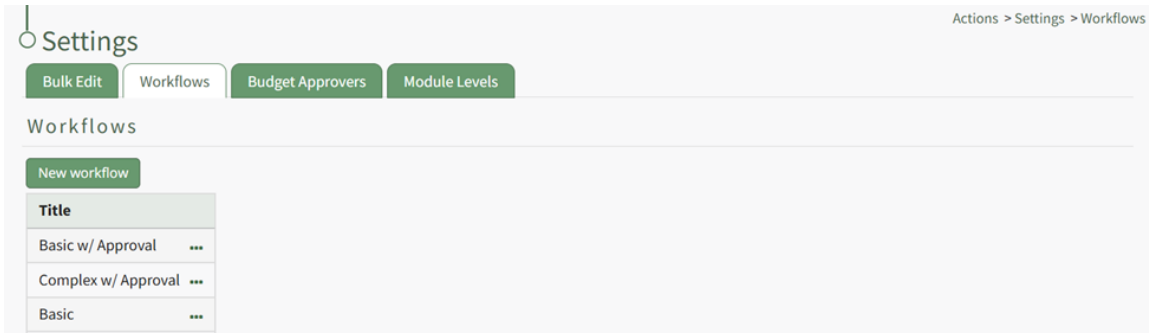 Actions > Settings > Workflows
Settings
Bulk Edit Workflows Budget Approvers Module Levels
Workflows
New workflow
Title
Basic w/ Approval ...
Complex w/ Approval ...
Basic ...